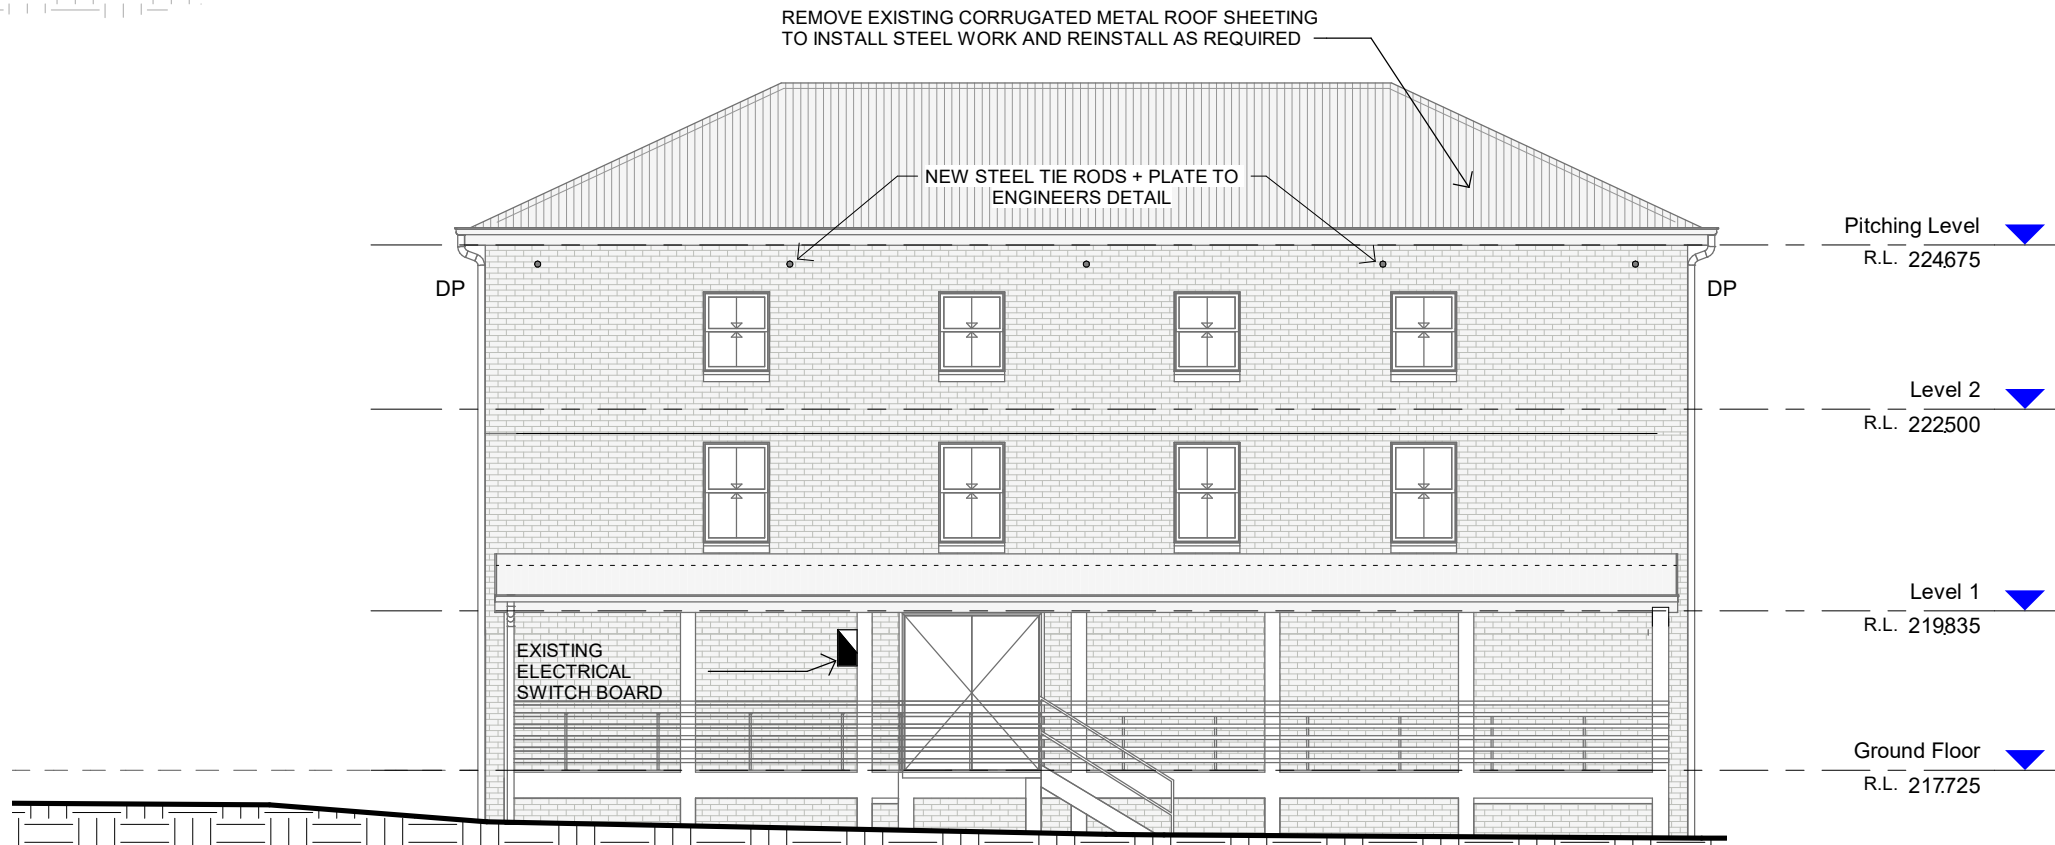 REMOVE EXISTING CORRUGATED METAL ROOF SHEETING
TO INSTALL STEEL WORK AND REINSTALL AS REQUIRED
NEW STEEL TIE RODS + PLATE TO
ENGINEERS DETAIL
Pitching Level
R.L. 224.675
DP
DP
Level 2
R.L. 222.500
Level 1
R.L. 219.835
EXISTING
ELECTRICAL
SWITCH BOARD
Ground Floor
R.L. 217.725